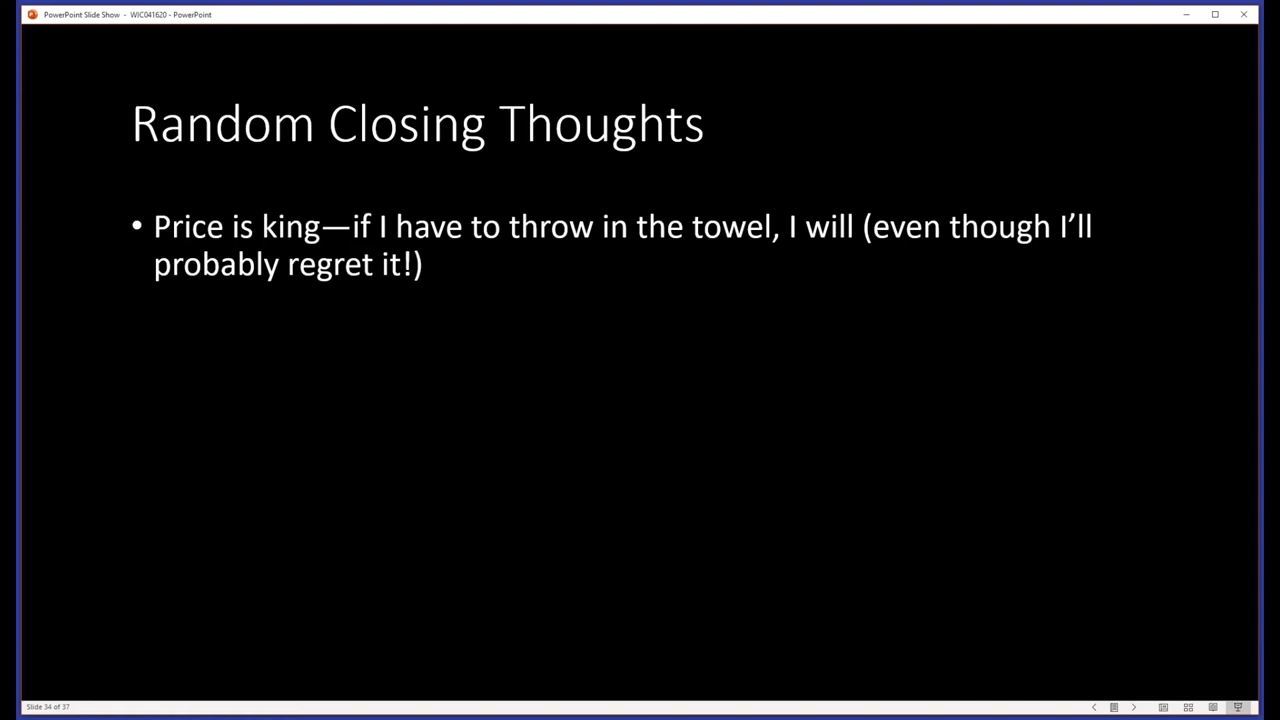 PowerPoint Slide Show - WIC041620 - PowerPoint
Random Closing Thoughts
• Price is king—if I have to throw in the towel, I will (even though I’ll
probably regret it!)
Slide 34 of 37